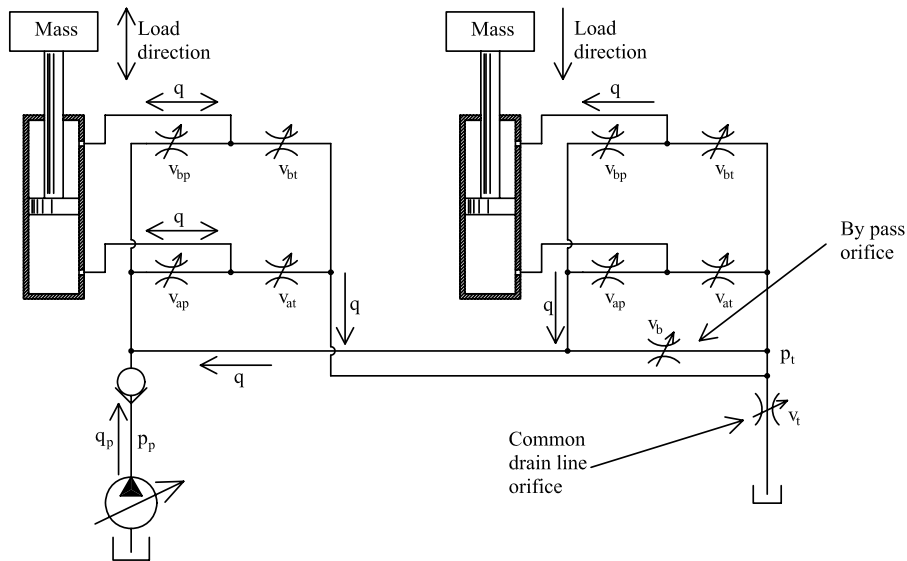 Mass
Load
direction
q
v_bp
v_bt
q
v_ap
v_at
q
q
q_p
p_p
Mass
Load
direction
q
v_bp
v_bt
v_ap
v_at
q
v_b
By pass
orifice
p_t
v_t
Common
drain line
orifice